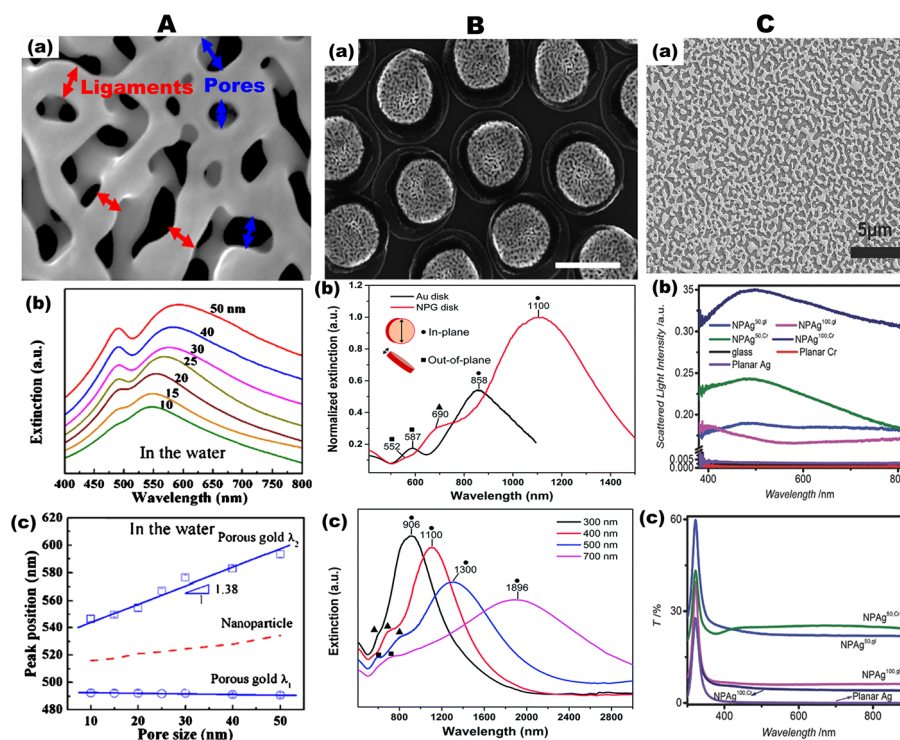 A
B
C
(a)
Ligaments
Pores
(a)
(a)
5µm
(b)
50 nm
40
30
25
20
15
10
In the water
Extinction (a.u.)
400 450 500 550 600 650 700 750 800
Wavelength (nm)
(b)
Au disk
NPG disk
In-plane
Out-of-plane
1100
858
690
587
552
1.2
1.0
0.8
0.6
0.4
0.2
Normalized extinction (a.u.)
400 600 800 1000 1200 1400
Wavelength (nm)
(b)
NPAg50,gl
NPAg100,gl
NPAg50,Cr
NPAg100,Cr
glass
Planar Cr
Planar Ag
0.35
0.30
0.25
0.20
0.005
0.000
Scattered Light Intensity /a.u.
400 600 800
Wavelength /nm
(c)
In the water
Porous gold λ2
1.38
1
Nanoparticle
Porous gold λ1
620
600
580
560
540
520
500
480
Peak position (nm)
10 20 30 40 50
Pore size (nm)
(c)
906
1100
1300
1896
300 nm
400 nm
500 nm
700 nm
Extinction (a.u.)
800 1200 1600 2000 2400 2800
Wavelength (nm)
(c)
60
30
0
T /%
NPAg50,Cr
NPAg50,gl
NPAg100,gl
NPAg100,Cr
Planar Ag
400 600 800
Wavelength /nm